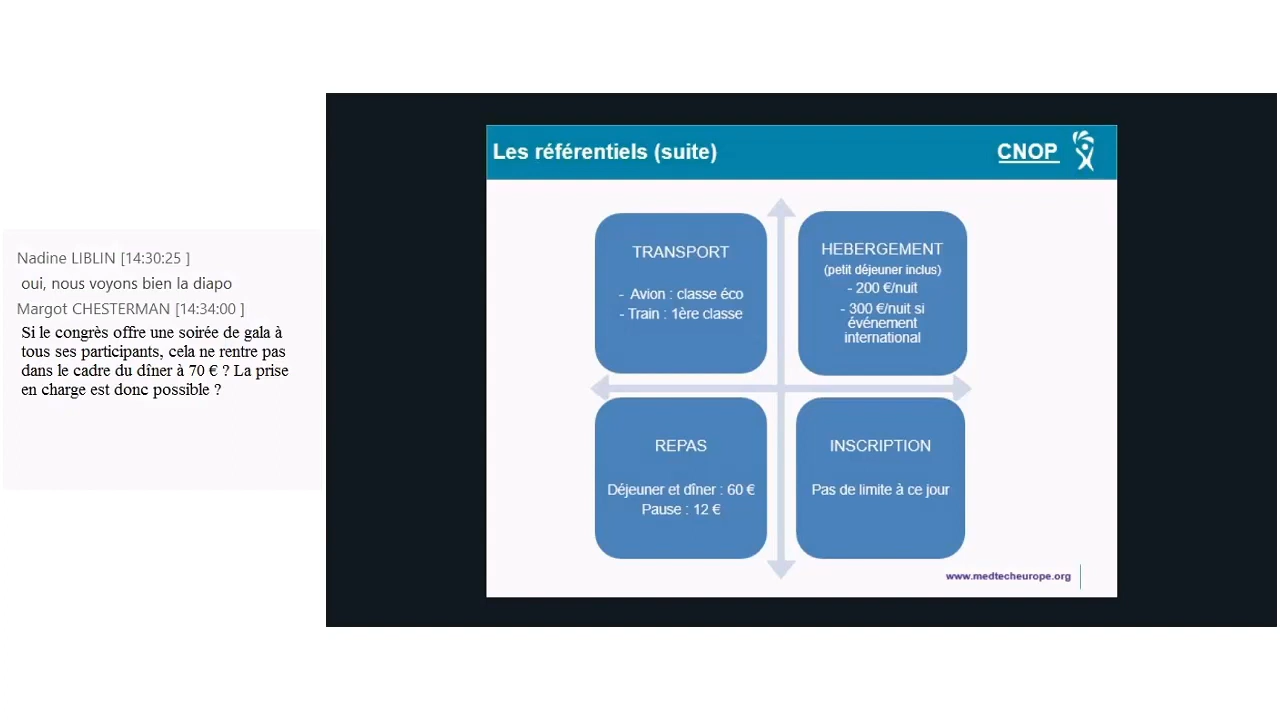 Nadine LIBLIN [14:30:25 ]
oui, nous voyons bien la diapo
Margot CHESTERMAN [14:34:00 ]
Si le congrès offre une soirée de gala à
tous ses participants, cela ne rentre pas
dans le cadre du dîner à 70 € ? La prise
en charge est donc possible ?
Les référentiels (suite)
CNOP
TRANSPORT
- Avion : classe éco
- Train : 1ère classe
HEBERGEMENT
(petit déjeuner inclus)
- 200 €/nuit
- 300 €/nuit si
événement
international
REPAS
Déjeuner et dîner : 60 €
Pause : 12 €
INSCRIPTION
Pas de limite à ce jour
www.medtecheurope.org